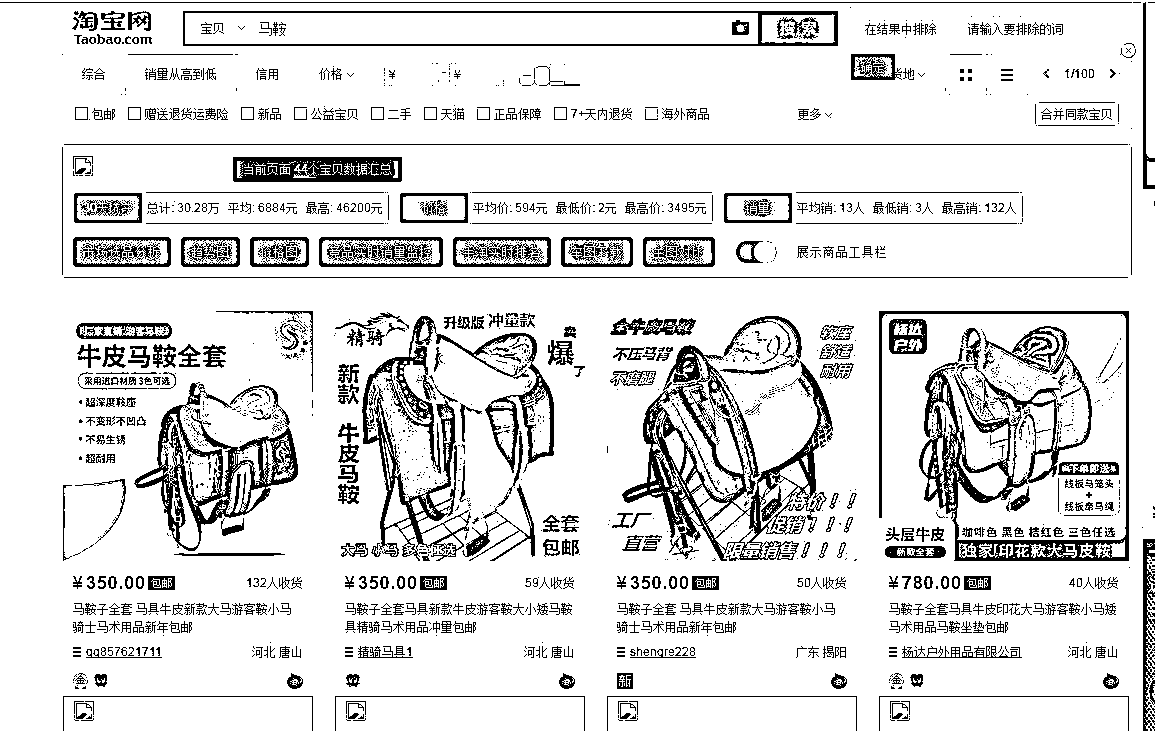 淘宝网
Taobao.com
宝贝 马鞍 搜索 在结果中排除 请输入要排除的词
综合 销量从高到低 信用 价格 ¥ - ¥ 确定 货地 1/100
包邮 赠送退货运费险 新品 公益宝贝 二手 天猫 正品保障 7+天内退货 海外商品 更多 合并同款宝贝
当前页面44个宝贝数据汇总
总计: 30.28万 平均: 6884元 最高: 46200元 价格 平均价: 594元 最低价: 2元 最高价: 3495元 销量 平均销: 13人 最低销: 3人 最高销: 132人
展示商品工具栏
牛皮马鞍全套
采用进口材质 3色可选
•超深度鞍座
•不变形不凹凸
•不易生锈
•超耐用
精骑
升级版 冲量款
卖
爆
了
新款
牛皮马鞍
大马 小马 多色任选
全套
包邮
全牛皮马鞍
不压马背
不磨腿
软座
舒适
耐用
工厂
直营
特价！！
促销！！！
限量销售！！！
杨达
户外
下单即送
线板马笼头
+
线板牵马绳
头层牛皮
新款全套
咖啡色 黑色 桔红色 三色任选
独家印花款大马皮鞍
¥350.00 包邮 132人收货
马鞍子全套 马具牛皮新款大马游客鞍小马
骑士马术用品新年包邮
qq857621711 河北 唐山
¥350.00 包邮 59人收货
马鞍子全套马具新款牛皮游客鞍大小矮马鞍
具精骑马术用品冲量包邮
精骑马具1 河北 唐山
¥350.00 包邮 50人收货
马鞍子全套 马具牛皮新款大马游客鞍小马
骑士马术用品新年包邮
shengre228 广东 揭阳
新
¥780.00 包邮 40人收货
马鞍子全套马具牛皮印花大马游客鞍小马矮
马术用品马鞍坐垫包邮
杨达户外用品有限公司 河北 唐山